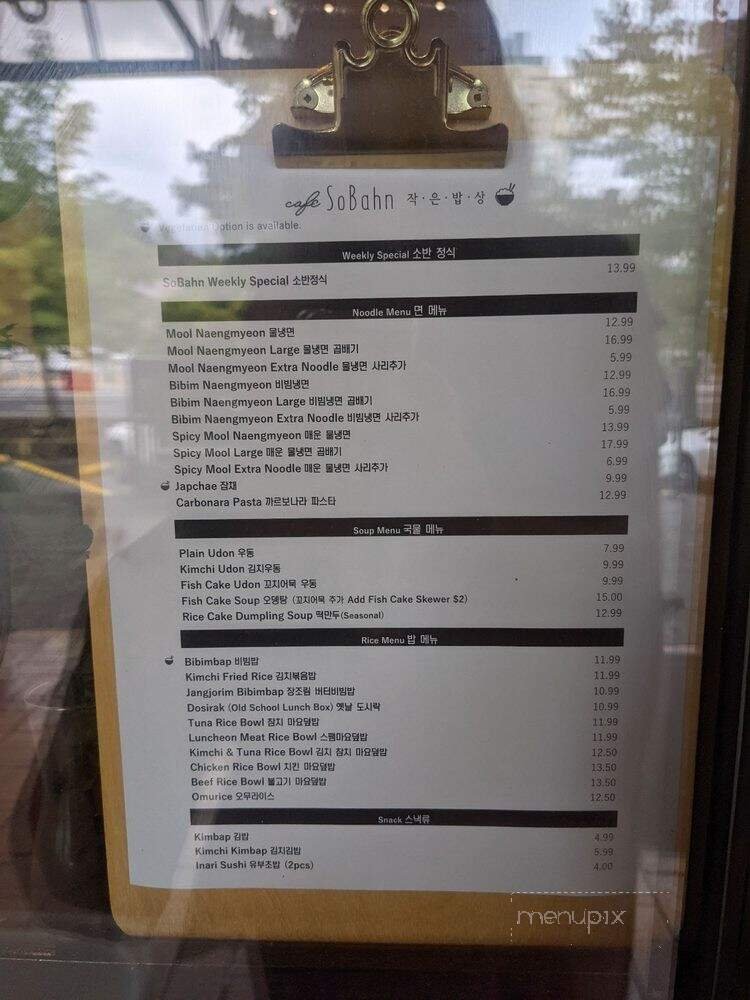 cafe SoBahn 작·은·밥·상
Vegetarian Option is available.
Weekly Special 소반 정식
SoBahn Weekly Special 소반정식 13.99
Noodle Menu 면 메뉴
Mool Naengmyeon 물냉면 12.99
Mool Naengmyeon Large 물냉면 곱배기 16.99
Mool Naengmyeon Extra Noodle 물냉면 사리추가 5.99
Bibim Naengmyeon 비빔냉면 12.99
Bibim Naengmyeon Large 비빔냉면 곱배기 16.99
Bibim Naengmyeon Extra Noodle 비빔냉면 사리추가 5.99
Spicy Mool Naengmyeon 매운 물냉면 13.99
Spicy Mool Large 매운 물냉면 곱배기 17.99
Spicy Mool Extra Noodle 매운 물냉면 사리추가 6.99
Japchae 잡채 9.99
Carbonara Pasta 까르보나라 파스타 12.99
Soup Menu 국물 메뉴
Plain Udon 우동 7.99
Kimchi Udon 김치우동 9.99
Fish Cake Udon 꼬치어묵 우동 9.99
Fish Cake Soup 오뎅탕 (꼬치어묵 추가 Add Fish Cake Skewer $2) 15.00
Rice Cake Dumpling Soup 떡만두(Seasonal) 12.99
Rice Menu 밥 메뉴
Bibimbap 비빔밥 11.99
Kimchi Fried Rice 김치볶음밥 11.99
Jangjorim Bibimbap 장조림 버터비빔밥 10.99
Dosirak (Old School Lunch Box) 옛날 도시락 10.99
Tuna Rice Bowl 참치 마요덮밥 11.99
Luncheon Meat Rice Bowl 스팸마요덮밥 11.99
Kimchi & Tuna Rice Bowl 김치 참치 마요덮밥 12.50
Chicken Rice Bowl 치킨 마요덮밥 13.50
Beef Rice Bowl 불고기 마요덮밥 13.50
Omurice 오무라이스 12.50
Snack 스낵류
Kimbap 김밥 4.99
Kimchi Kimbap 김치김밥 5.99
Inari Sushi 유부초밥 (2pcs) 4.00
menupix